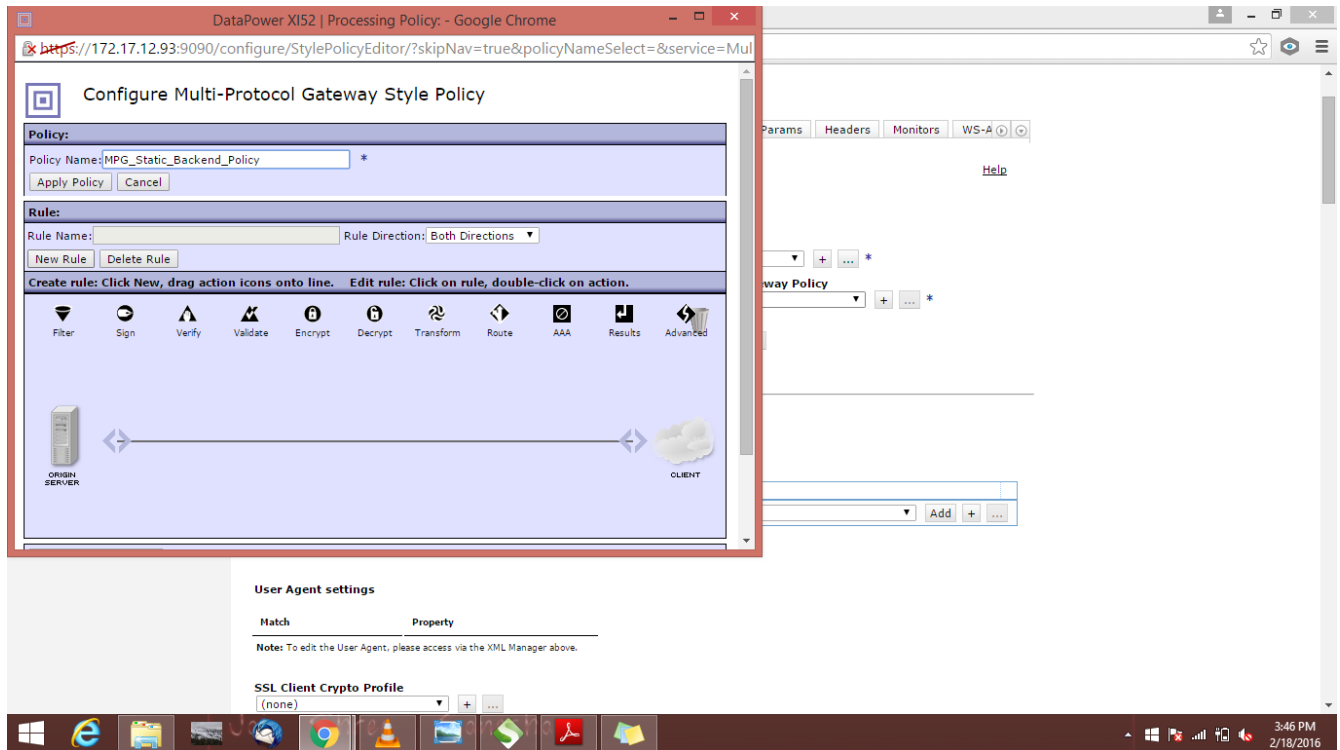 DataPower XI52 | Processing Policy: - Google Chrome
https://172.17.12.93:9090/configure/StylePolicyEditor/?skipNav=true&policyNameSelect=&service=Mul
Configure Multi-Protocol Gateway Style Policy
Policy:
Policy Name: MPG_Static_Backend_Policy *
Apply Policy Cancel
Rule:
Rule Name: Rule Direction: Both Directions
New Rule Delete Rule
Create rule: Click New, drag action icons onto line. Edit rule: Click on rule, double-click on action.
Filter Sign Verify Validate Encrypt Decrypt Transform Route AAA Results Advanced
ORIGIN
SERVER
CLIENT
Params Headers Monitors WS-A
Help
+ ... *
eway Policy
+ ... *
Add + ...
User Agent settings
Match Property
Note: To edit the User Agent, please access via the XML Manager above.
SSL Client Crypto Profile
(none) + ...
3:46 PM
2/18/2016